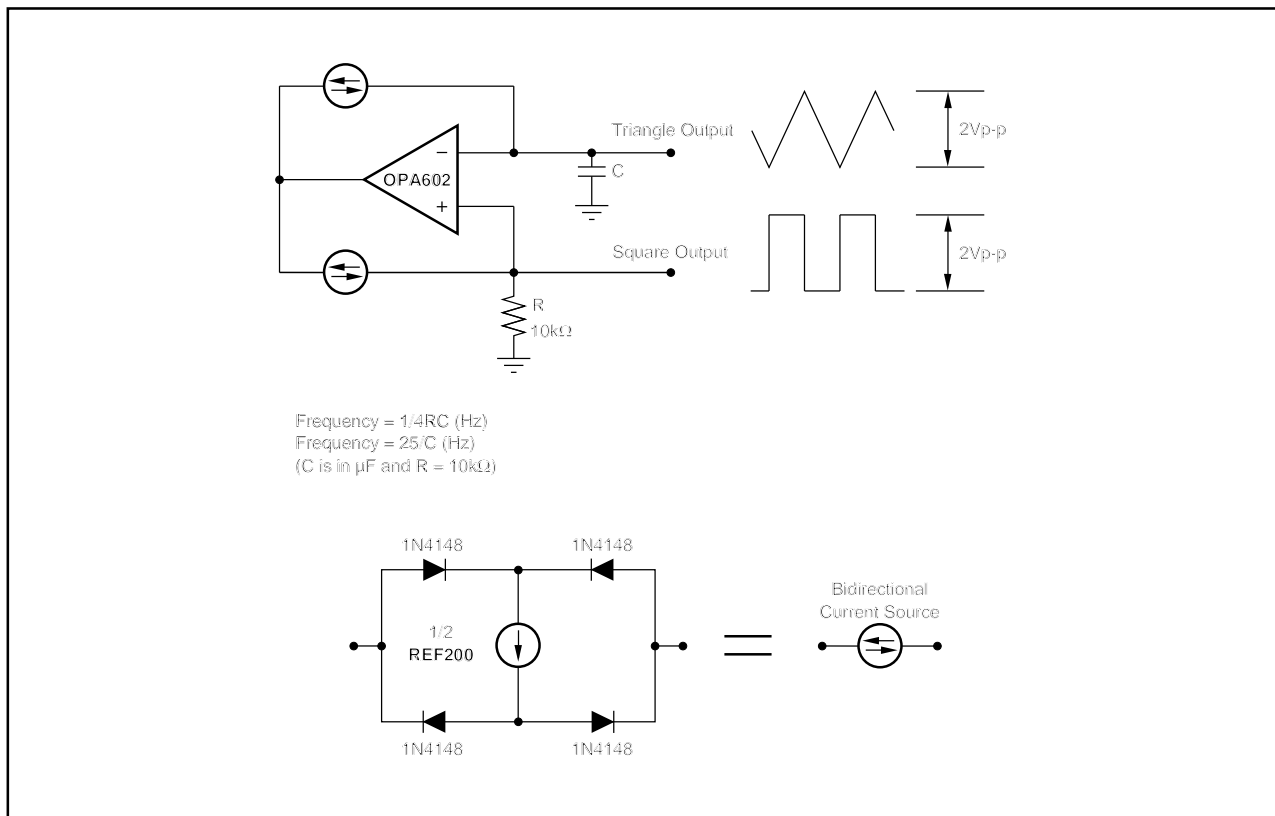 OPA602
−
+
Triangle Output
C
2Vp-p
Square Output
2Vp-p
R
10kΩ
Frequency = 1/4RC (Hz)
Frequency = 25/C (Hz)
(C is in µF and R = 10kΩ)
1N4148
1N4148
1/2
REF200
1N4148
1N4148
Bidirectional
Current Source